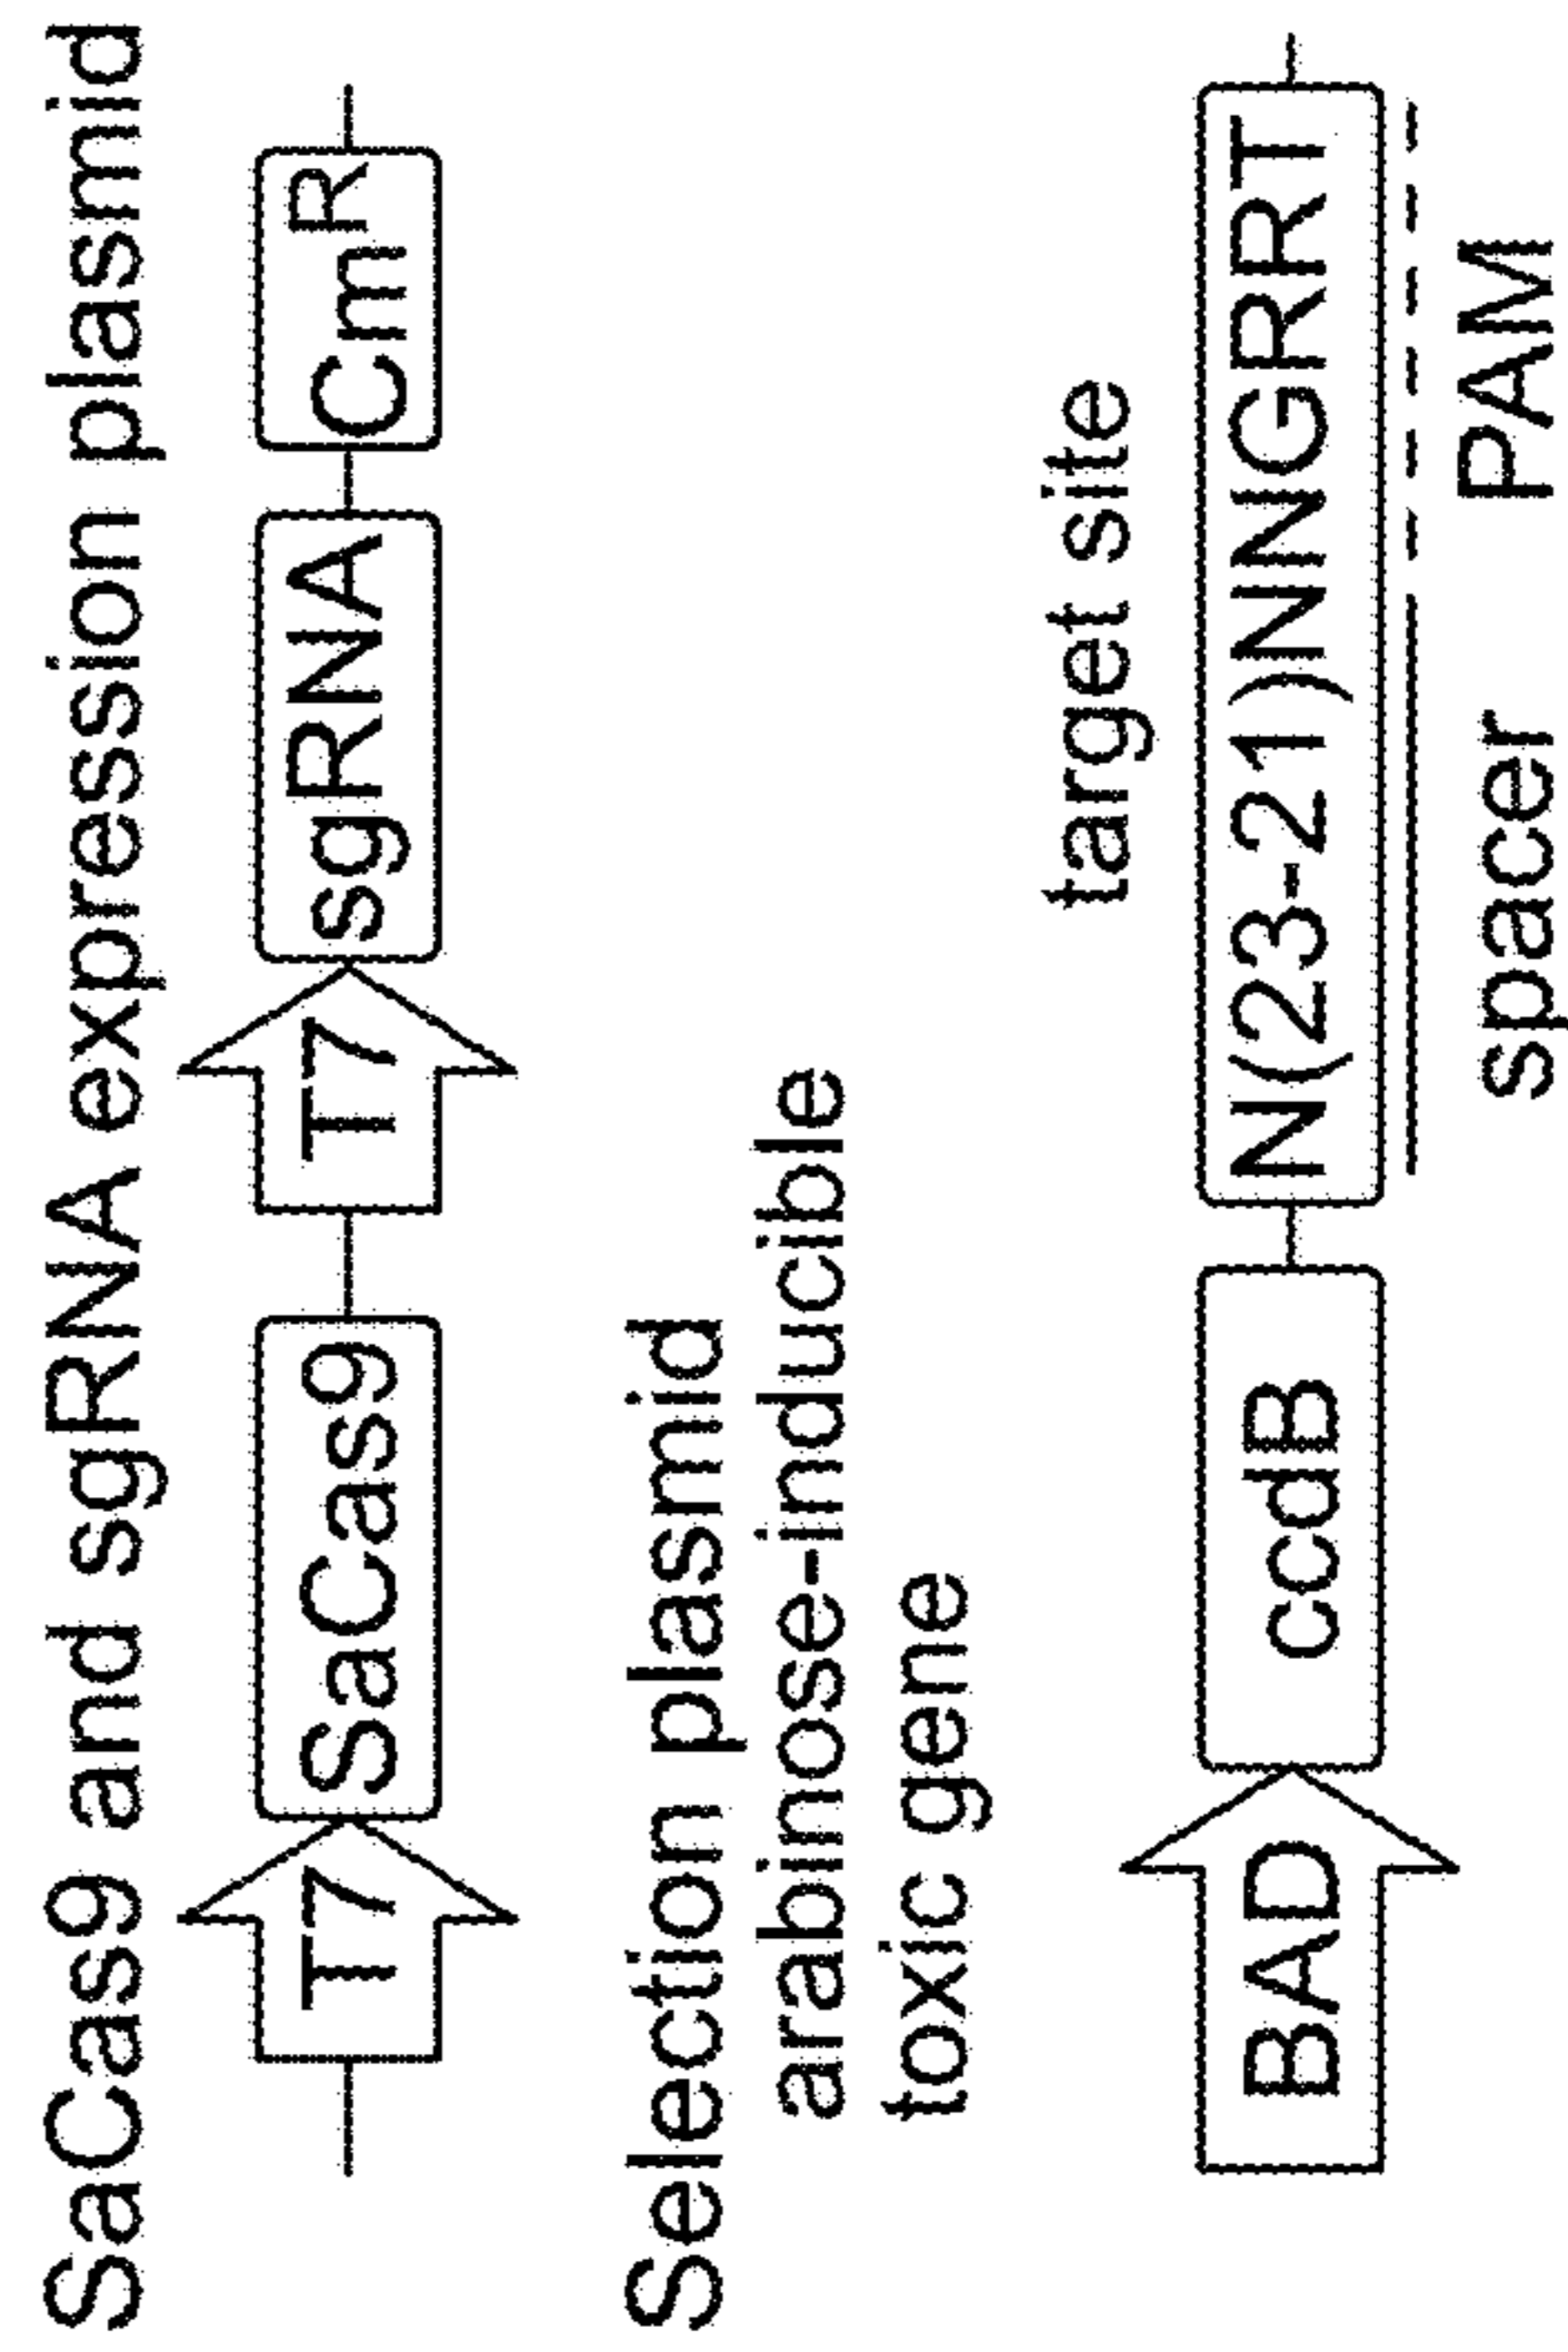 SaCas9 and sgRNA expression plasmid
T7 SaCas9 T7 sgRNA CmR
Selection plasmid
arabinose-inducible
toxic gene
target site
BAD ccdB N(23-21)NNGRRT
spacer PAM